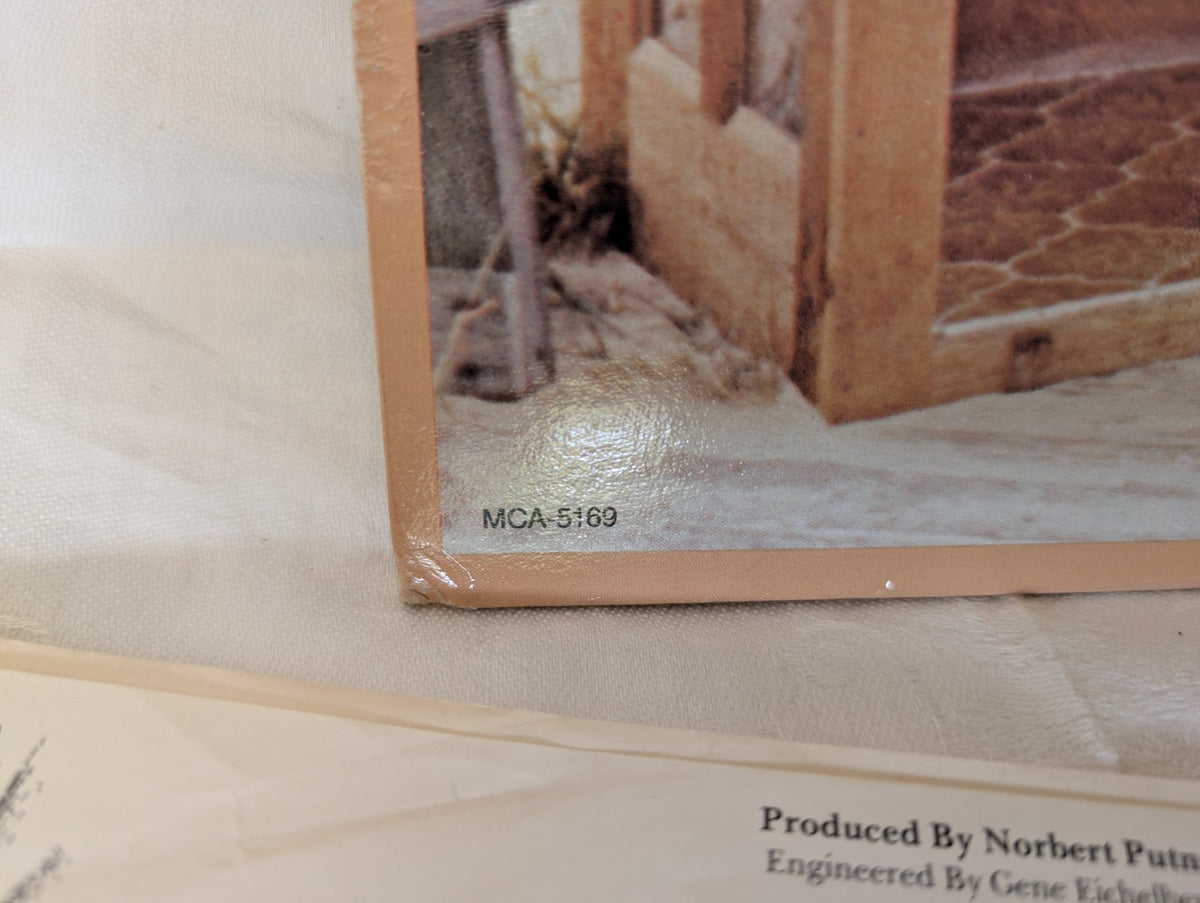 MCA-5169
Produced By Norbert Putn
Engineered By Gene Eichelbe